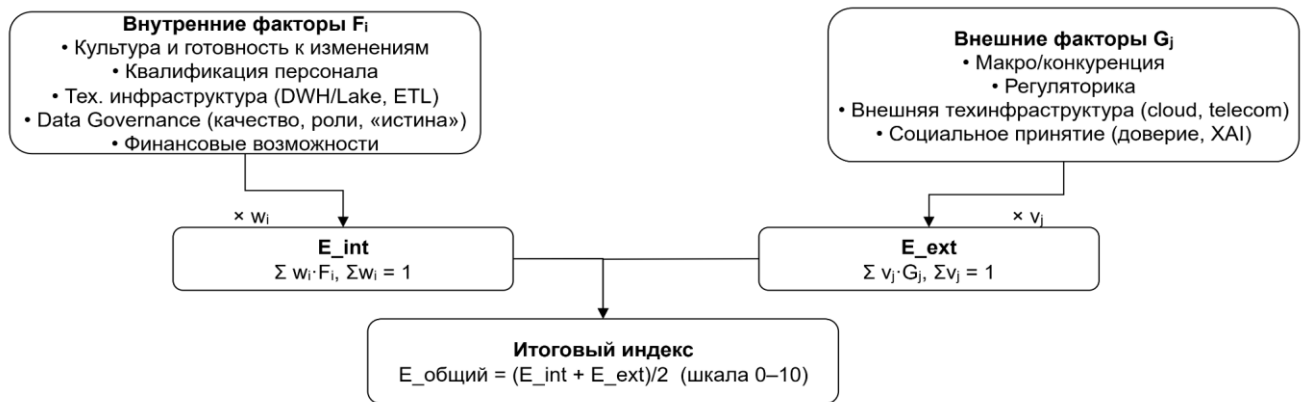 Внутренние факторы Fᵢ
• Культура и готовность к изменениям
• Квалификация персонала
• Тех. инфраструктура (DWH/Lake, ETL)
• Data Governance (качество, роли, «истина»)
• Финансовые возможности
Внешние факторы Gⱼ
• Макро/конкуренция
• Регуляторика
• Внешняя техинфраструктура (cloud, telecom)
• Социальное принятие (доверие, XAI)
× wᵢ
× vⱼ
E_int
Σ wᵢ·Fᵢ, Σwᵢ = 1
E_ext
Σ vⱼ·Gⱼ, Σvⱼ = 1
Итоговый индекс
E_общий = (E_int + E_ext)/2 (шкала 0–10)